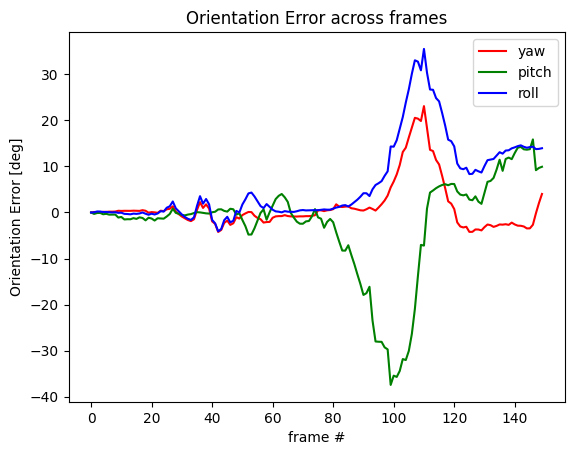 Orientation Error across frames
yaw
pitch
roll
Orientation Error [deg]
30
20
10
0
−10
−20
−30
−40
0 20 40 60 80 100 120 140
frame #